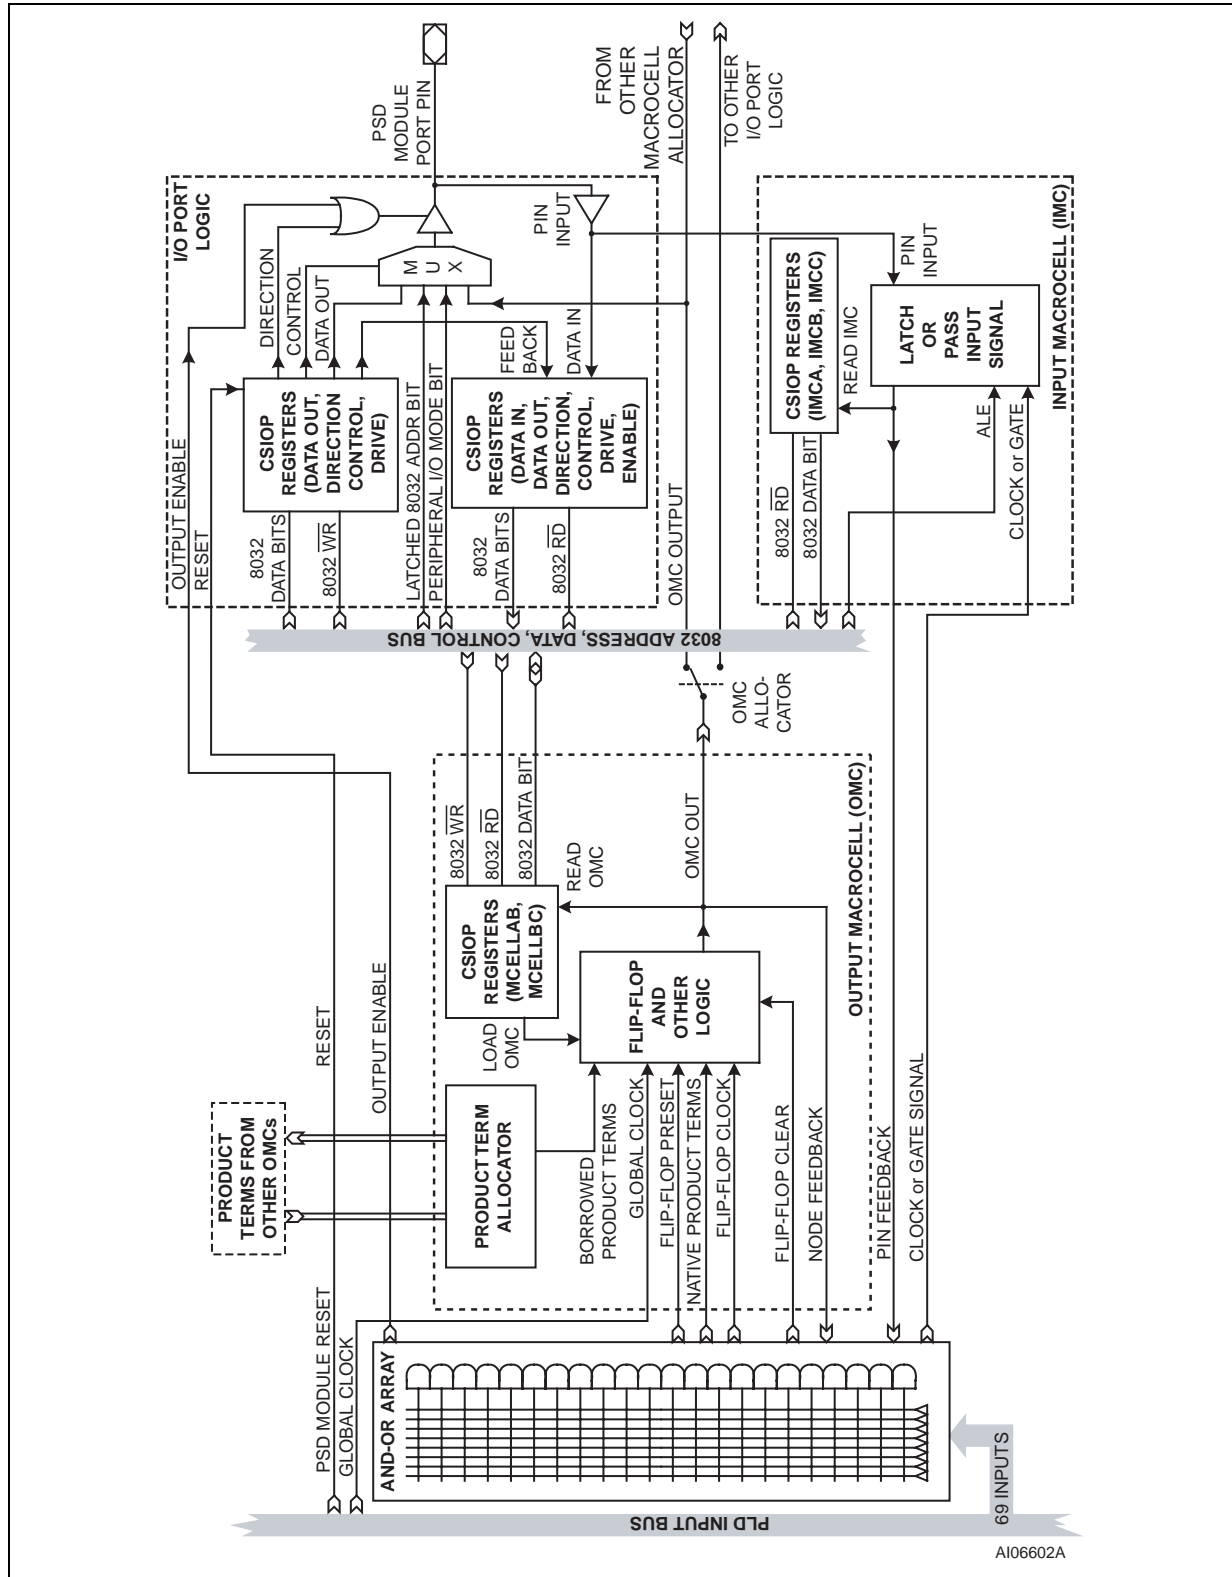 PLD INPUT BUS
69 INPUTS
AI06602A
PSD MODULE RESET
GLOBAL CLOCK
AND-OR ARRAY
PRODUCT
TERMS FROM
OTHER OMCs
RESET
OUTPUT ENABLE
PRODUCT TERM
ALLOCATOR
BORROWED
PRODUCT TERMS
GLOBAL CLOCK
FLIP-FLOP PRESET
NATIVE PRODUCT TERMS
FLIP-FLOP CLOCK
FLIP-FLOP CLEAR
NODE FEEDBACK
PIN FEEDBACK
CLOCK or GATE SIGNAL
LOAD
OMC
CSIOP
REGISTERS
(MCELLAB,
MCELLBC)
FLIP-FLOP
AND
OTHER
LOGIC
READ
OMC
8032 WR
8032 RD
8032 DATA BIT
OMC OUT
OUTPUT MACROCELL (OMC)
OMC
ALLO-
CATOR
8032 ADDRESS, DATA, CONTROL BUS
OUTPUT ENABLE
RESET
8032
DATA BITS
8032 WR
LATCHED 8032 ADDR BIT
PERIPHERAL I/O MODE BIT
8032
DATA BITS
8032 RD
OMC OUTPUT
CSIOP
REGISTERS
(DATA OUT,
DIRECTION
CONTROL,
DRIVE)
CSIOP
REGISTERS
(DATA IN,
DATA OUT,
DIRECTION,
CONTROL,
DRIVE,
ENABLE)
DIRECTION
CONTROL
DATA OUT
FEED
BACK
DATA IN
M
U
X
PIN
INPUT
I/O PORT
LOGIC
PSD
MODULE
PORT PIN
FROM
OTHER
MACROCELL
ALLOCATOR
TO OTHER
I/O PORT
LOGIC
8032 RD
8032 DATA BIT
CSIOP REGISTERS
(IMCA, IMCB, IMCC)
READ IMC
PIN
INPUT
LATCH
OR
PASS
INPUT
SIGNAL
ALE
CLOCK or GATE
INPUT MACROCELL (IMC)